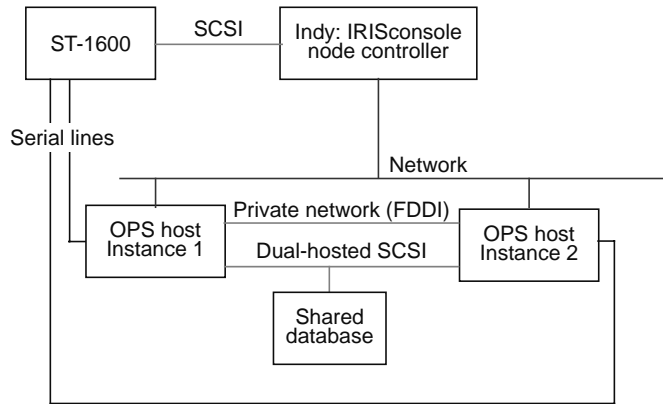 ST-1600
SCSI
Indy: IRISconsole
node controller
Serial lines
Network
OPS host
Instance 1
Private network (FDDI)
OPS host
Instance 2
Dual-hosted SCSI
Shared
database